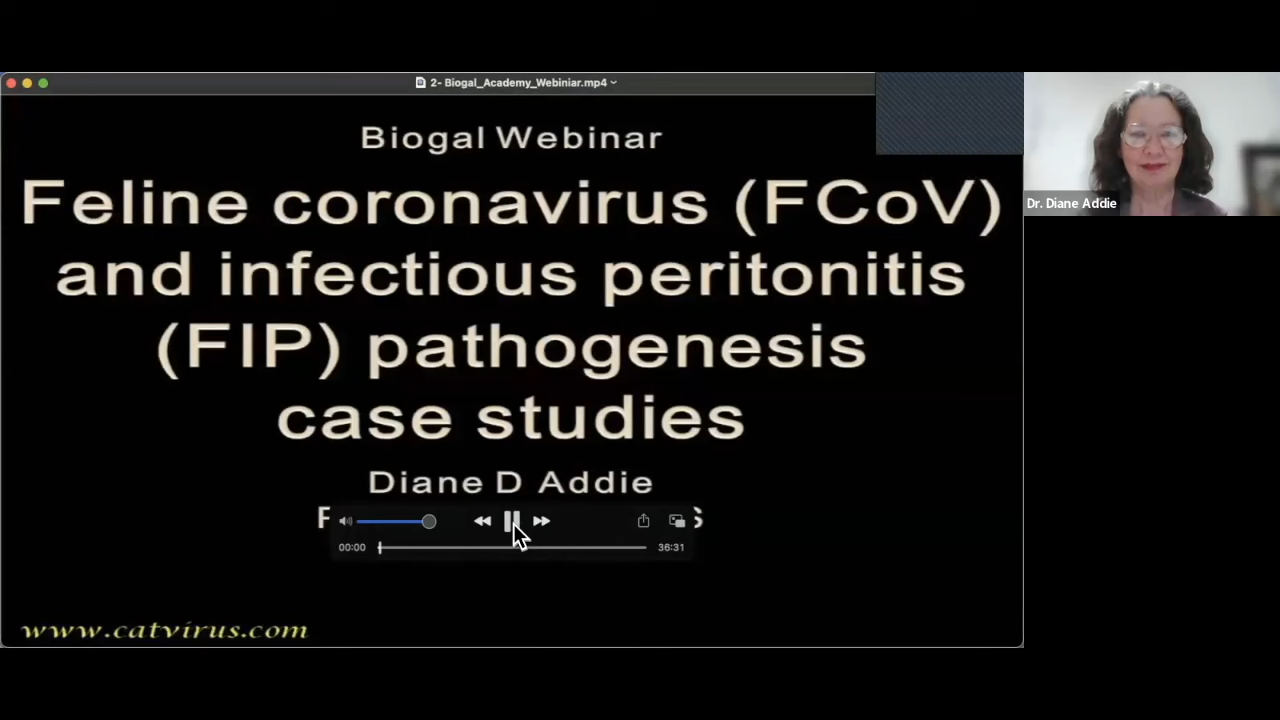 2- Biogal_Academy_Webiniar.mp4
Biogal Webinar
Feline coronavirus (FCoV)
and infectious peritonitis
(FIP) pathogenesis
case studies
Diane D Addie
00:00
36:31
www.catvirus.com
Dr. Diane Addie